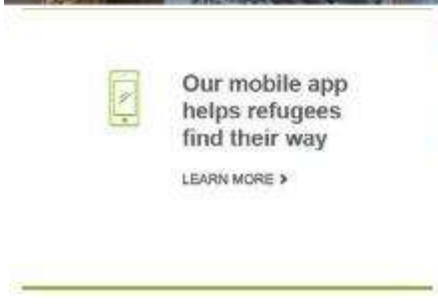 Our mobile app
helps refugees
find their way
LEARN MORE >